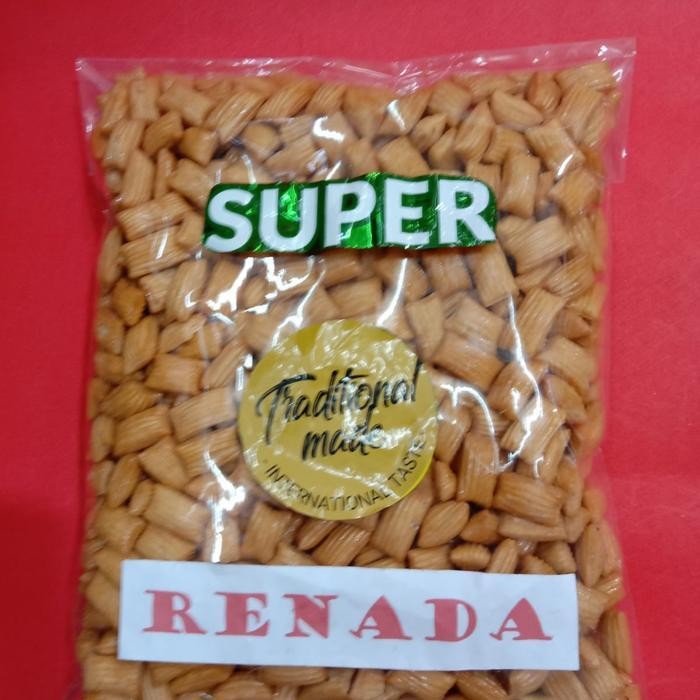 SUPER
Traditional
made
INTERNATIONAL TASTE
RENADA